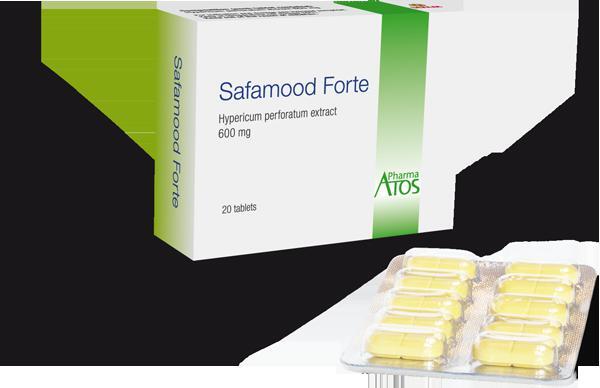 Safamood Forte
Hypericum perforatum extract
600 mg
20 tablets
Pharma
ATOS
Safamood Forte